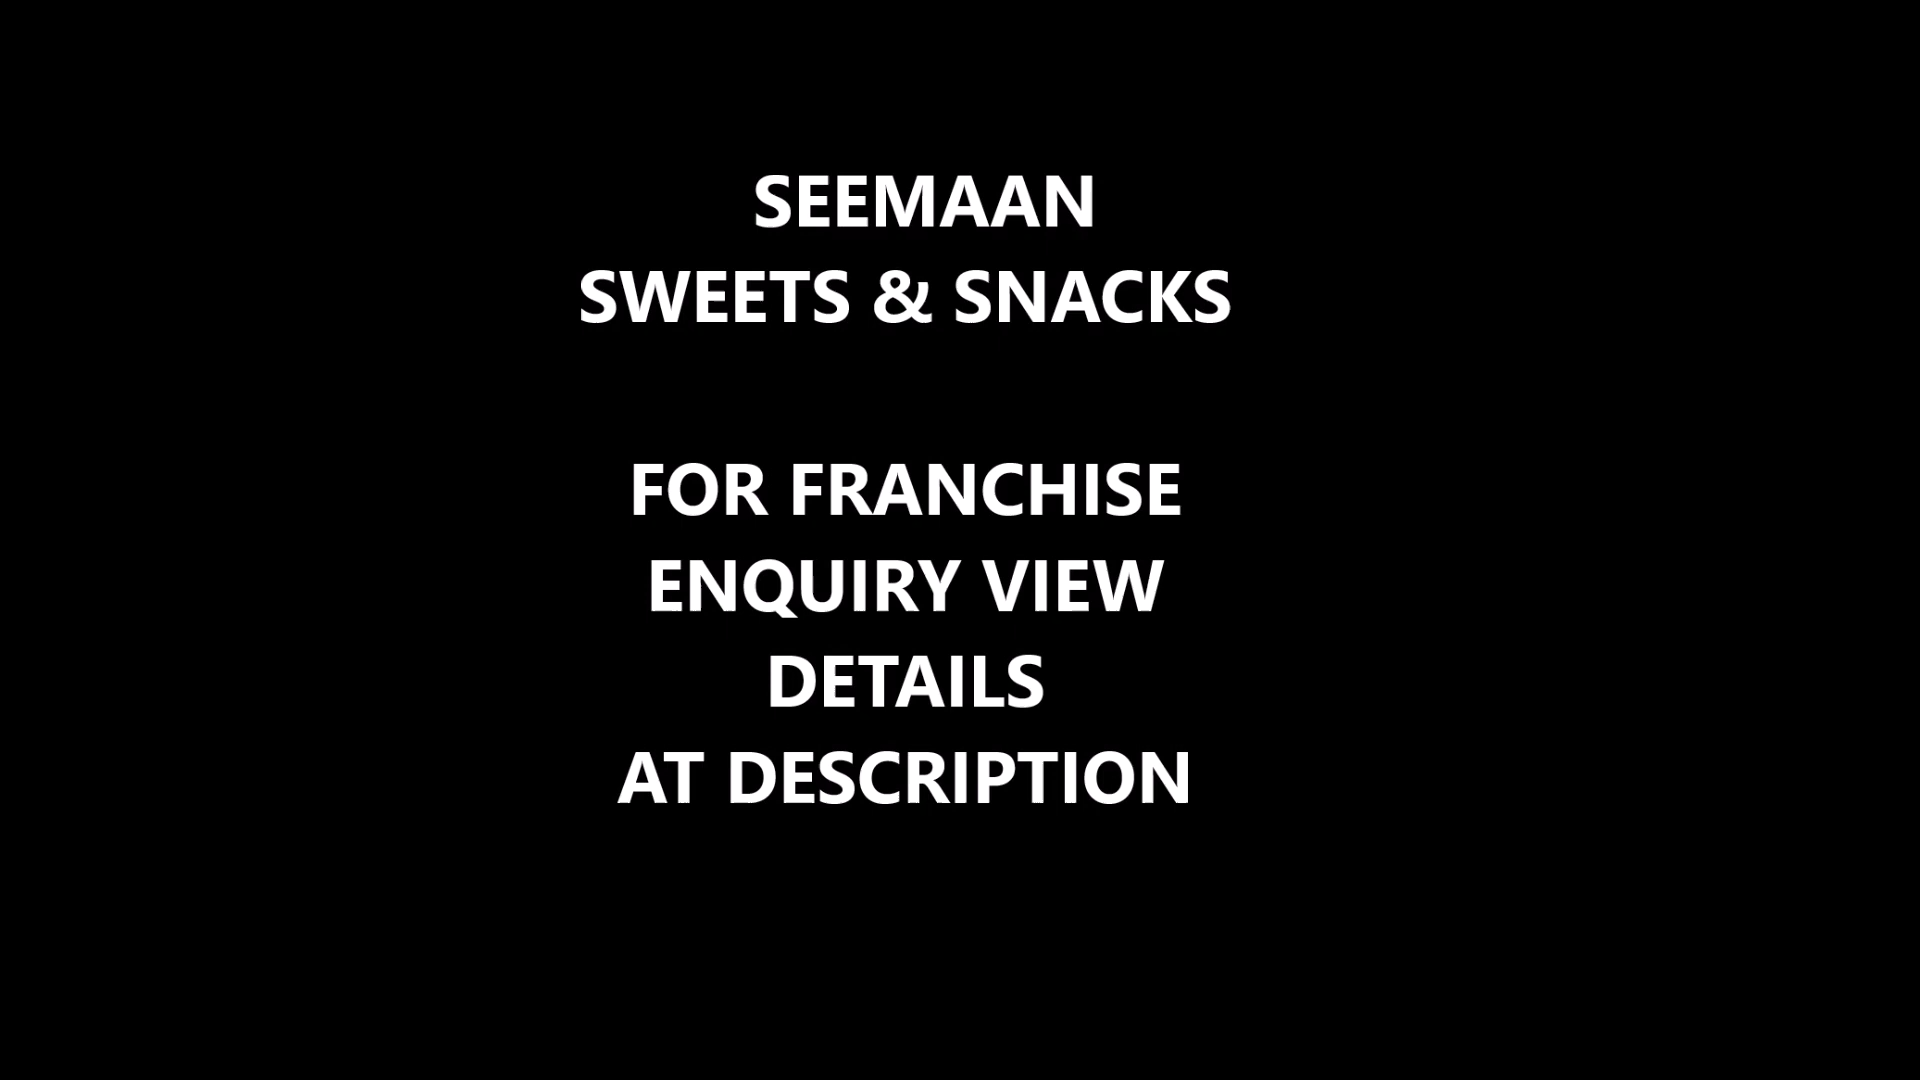 SEEMAAN
SWEETS & SNACKS
FOR FRANCHISE
ENQUIRY VIEW
DETAILS
AT DESCRIPTION